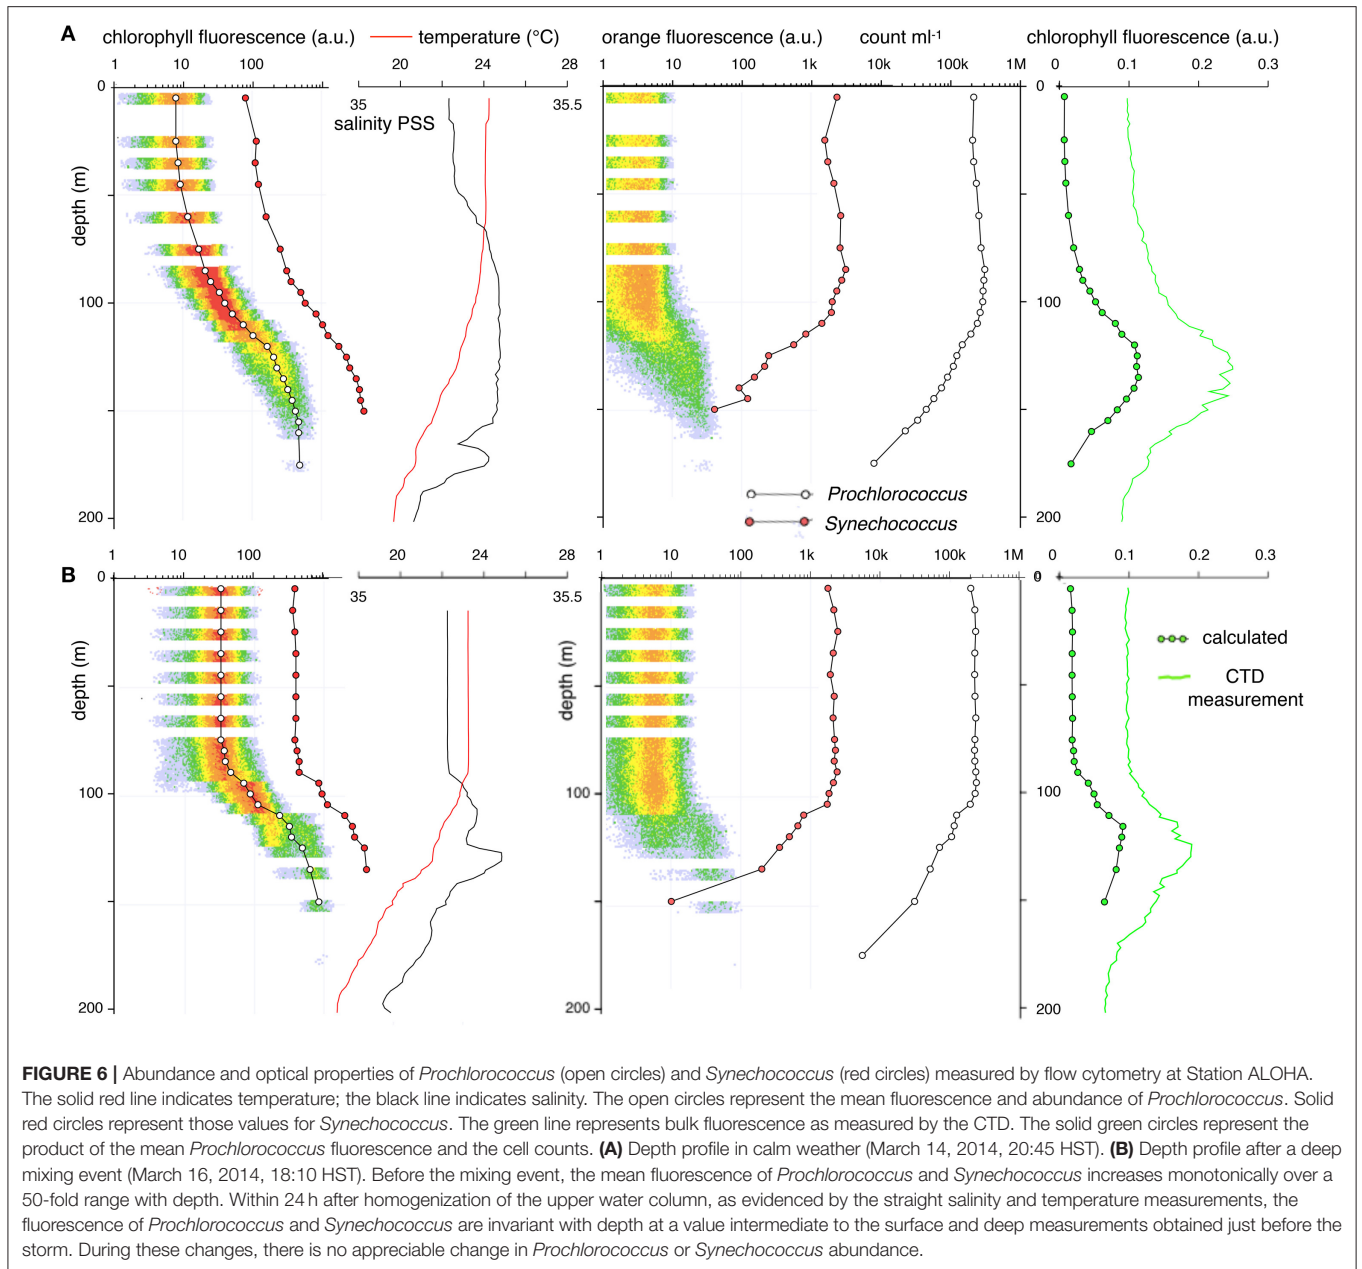 A
chlorophyll fluorescence (a.u.)
temperature (°C)
orange fluorescence (a.u.)
count ml-1
chlorophyll fluorescence (a.u.)
1 10 100 20 24 28 1 10 100 1k 10k 100k 1M 0 0.1 0.2 0.3
35 35.5
salinity PSS
depth (m)
0
100
200
0
100
200
Prochlorococcus
Synechococcus
B
1 10 100 20 24 28 1 10 100 1k 10k 100k 1M 0 0.1 0.2 0.3
35 35.5
depth (m)
0
100
200
depth (m)
100
200
0
100
200
calculated
CTD
measurement
FIGURE 6 | Abundance and optical properties of Prochlorococcus (open circles) and Synechococcus (red circles) measured by flow cytometry at Station ALOHA.
The solid red line indicates temperature; the black line indicates salinity. The open circles represent the mean fluorescence and abundance of Prochlorococcus. Solid
red circles represent those values for Synechococcus. The green line represents bulk fluorescence as measured by the CTD. The solid green circles represent the
product of the mean Prochlorococcus fluorescence and the cell counts. (A) Depth profile in calm weather (March 14, 2014, 20:45 HST). (B) Depth profile after a deep
mixing event (March 16, 2014, 18:10 HST). Before the mixing event, the mean fluorescence of Prochlorococcus and Synechococcus increases monotonically over a
50-fold range with depth. Within 24 h after homogenization of the upper water column, as evidenced by the straight salinity and temperature measurements, the
fluorescence of Prochlorococcus and Synechococcus are invariant with depth at a value intermediate to the surface and deep measurements obtained just before the
storm. During these changes, there is no appreciable change in Prochlorococcus or Synechococcus abundance.